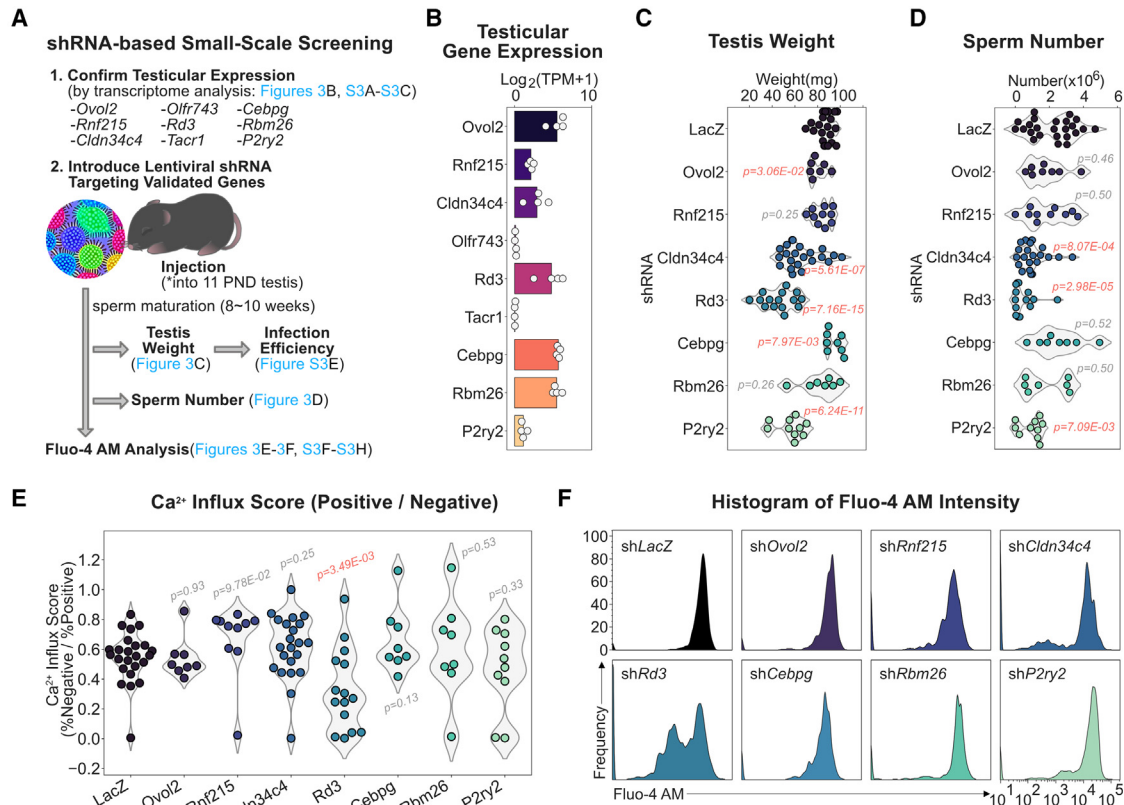 A
shRNA-based Small-Scale Screening
1. Confirm Testicular Expression
(by transcriptome analysis: Figures 3B, S3A-S3C)
-Ovol2 -Olfr743 -Cebpg
-Rnf215 -Rd3 -Rbm26
-Cldn34c4 -Tacr1 -P2ry2
2. Introduce Lentiviral shRNA
Targeting Validated Genes
Injection
(*into 11 PND testis)
sperm maturation (8~10 weeks)
Testis
Weight
(Figure 3C)
Infection
Efficiency
(Figure S3E)
Sperm Number (Figure 3D)
Fluo-4 AM Analysis(Figures 3E-3F, S3F-S3H)
B
Testicular
Gene Expression
Log2(TPM+1)
0 10
Ovol2
Rnf215
Cldn34c4
Olfr743
Rd3
Tacr1
Cebpg
Rbm26
P2ry2
C
Testis Weight
Weight(mg)
20 40 60 80 100
shRNA
LacZ
Ovol2
p=3.06E-02
Rnf215
p=0.25
Cldn34c4
p=5.61E-07
Rd3
p=7.16E-15
Cebpg
p=7.97E-03
Rbm26
p=0.26
P2ry2
p=6.24E-11
D
Sperm Number
Number(x10⁶)
0 2 4 6
shRNA
LacZ
Ovol2
p=0.46
Rnf215
p=0.50
Cldn34c4
p=8.07E-04
Rd3
p=2.98E-05
Cebpg
p=0.52
Rbm26
p=0.50
P2ry2
p=7.09E-03
E
Ca²⁺ Influx Score (Positive / Negative)
Ca²⁺ Influx Score
(%Negative / %Positive)
1.2
1.0
0.8
0.6
0.4
0.2
0.0
−0.2
p=0.93
p=9.78E-02
p=0.25
p=3.49E-03
p=0.13
p=0.53
p=0.33
LacZ
Ovol2
Rnf215
ldn34c4
Rd3
Cebpg
Rbm26
P2ry2
F
Histogram of Fluo-4 AM Intensity
100
80
60
40
20
0
shLacZ
shOvol2
shRnf215
shCldn34c4
shRd3
shCebpg
shRbm26
shP2ry2
Frequency
Fluo-4 AM